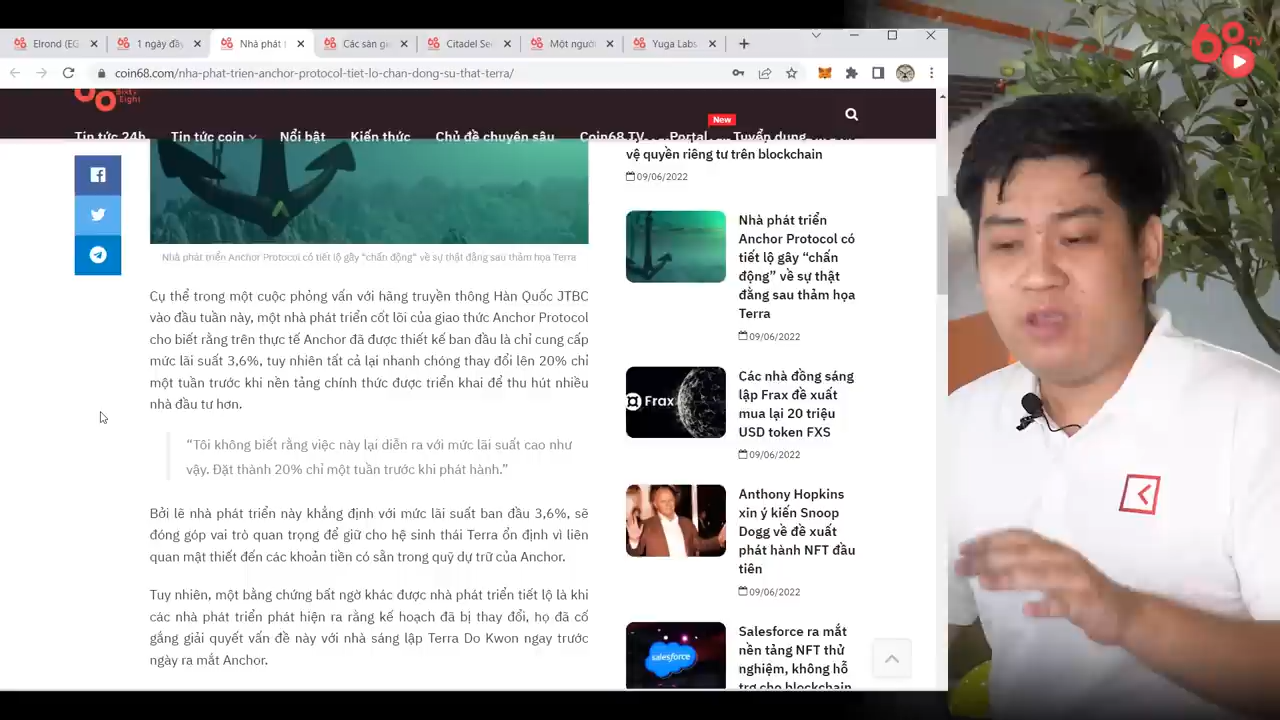 Elrond (EG
1 ngày đầy
Nhà phát t
Các sàn gi
Citadel Sec
Một người
Yuga Labs
coin68.com/nha-phat-trien-anchor-protocol-tiet-lo-chan-dong-su-that-terra/
68
TV
Eight
New
Tin tức 24h
Tin tức coin
Nổi bật
Kiến thức
Chủ đề chuyên sâu
Coin68 TV
Portal
Tuyển dụng
Nhà phát triển Anchor Protocol có tiết lộ gây “chấn động” về sự thật đằng sau thảm họa Terra
Cụ thể trong một cuộc phỏng vấn với hãng truyền thông Hàn Quốc JTBC
vào đầu tuần này, một nhà phát triển cốt lõi của giao thức Anchor Protocol
cho biết rằng trên thực tế Anchor đã được thiết kế ban đầu là chỉ cung cấp
mức lãi suất 3,6%, tuy nhiên tất cả lại nhanh chóng thay đổi lên 20% chỉ
một tuần trước khi nền tảng chính thức được triển khai để thu hút nhiều
nhà đầu tư hơn.
“Tôi không biết rằng việc này lại diễn ra với mức lãi suất cao như
vậy. Đặt thành 20% chỉ một tuần trước khi phát hành.”
Bởi lẽ nhà phát triển này khẳng định với mức lãi suất ban đầu 3,6%, sẽ
đóng góp vai trò quan trọng để giữ cho hệ sinh thái Terra ổn định vì liên
quan mật thiết đến các khoản tiền có sẵn trong quỹ dự trữ của Anchor.
Tuy nhiên, một bằng chứng bất ngờ khác được nhà phát triển tiết lộ là khi
các nhà phát triển phát hiện ra rằng kế hoạch đã bị thay đổi, họ đã cố
gắng giải quyết vấn đề này với nhà sáng lập Terra Do Kwon ngay trước
ngày ra mắt Anchor.
vệ quyền riêng tư trên blockchain
09/06/2022
Nhà phát triển
Anchor Protocol có
tiết lộ gây “chấn
động” về sự thật
đằng sau thảm họa
Terra
09/06/2022
Frax
Các nhà đồng sáng
lập Frax đề xuất
mua lại 20 triệu
USD token FXS
09/06/2022
Anthony Hopkins
xin ý kiến Snoop
Dogg về đề xuất
phát hành NFT đầu
tiên
09/06/2022
salesforce
Salesforce ra mắt
nền tảng NFT thử
nghiệm, không hỗ
trợ cho blockchain